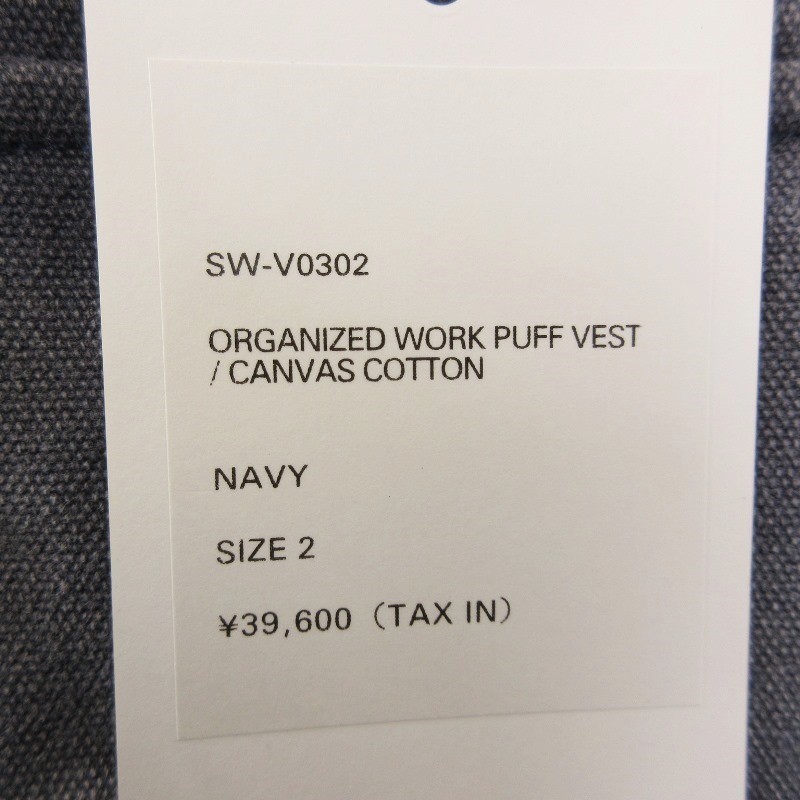 SW-V0302
ORGANIZED WORK PUFF VEST
/ CANVAS COTTON
NAVY
SIZE 2
¥39,600（TAX IN）